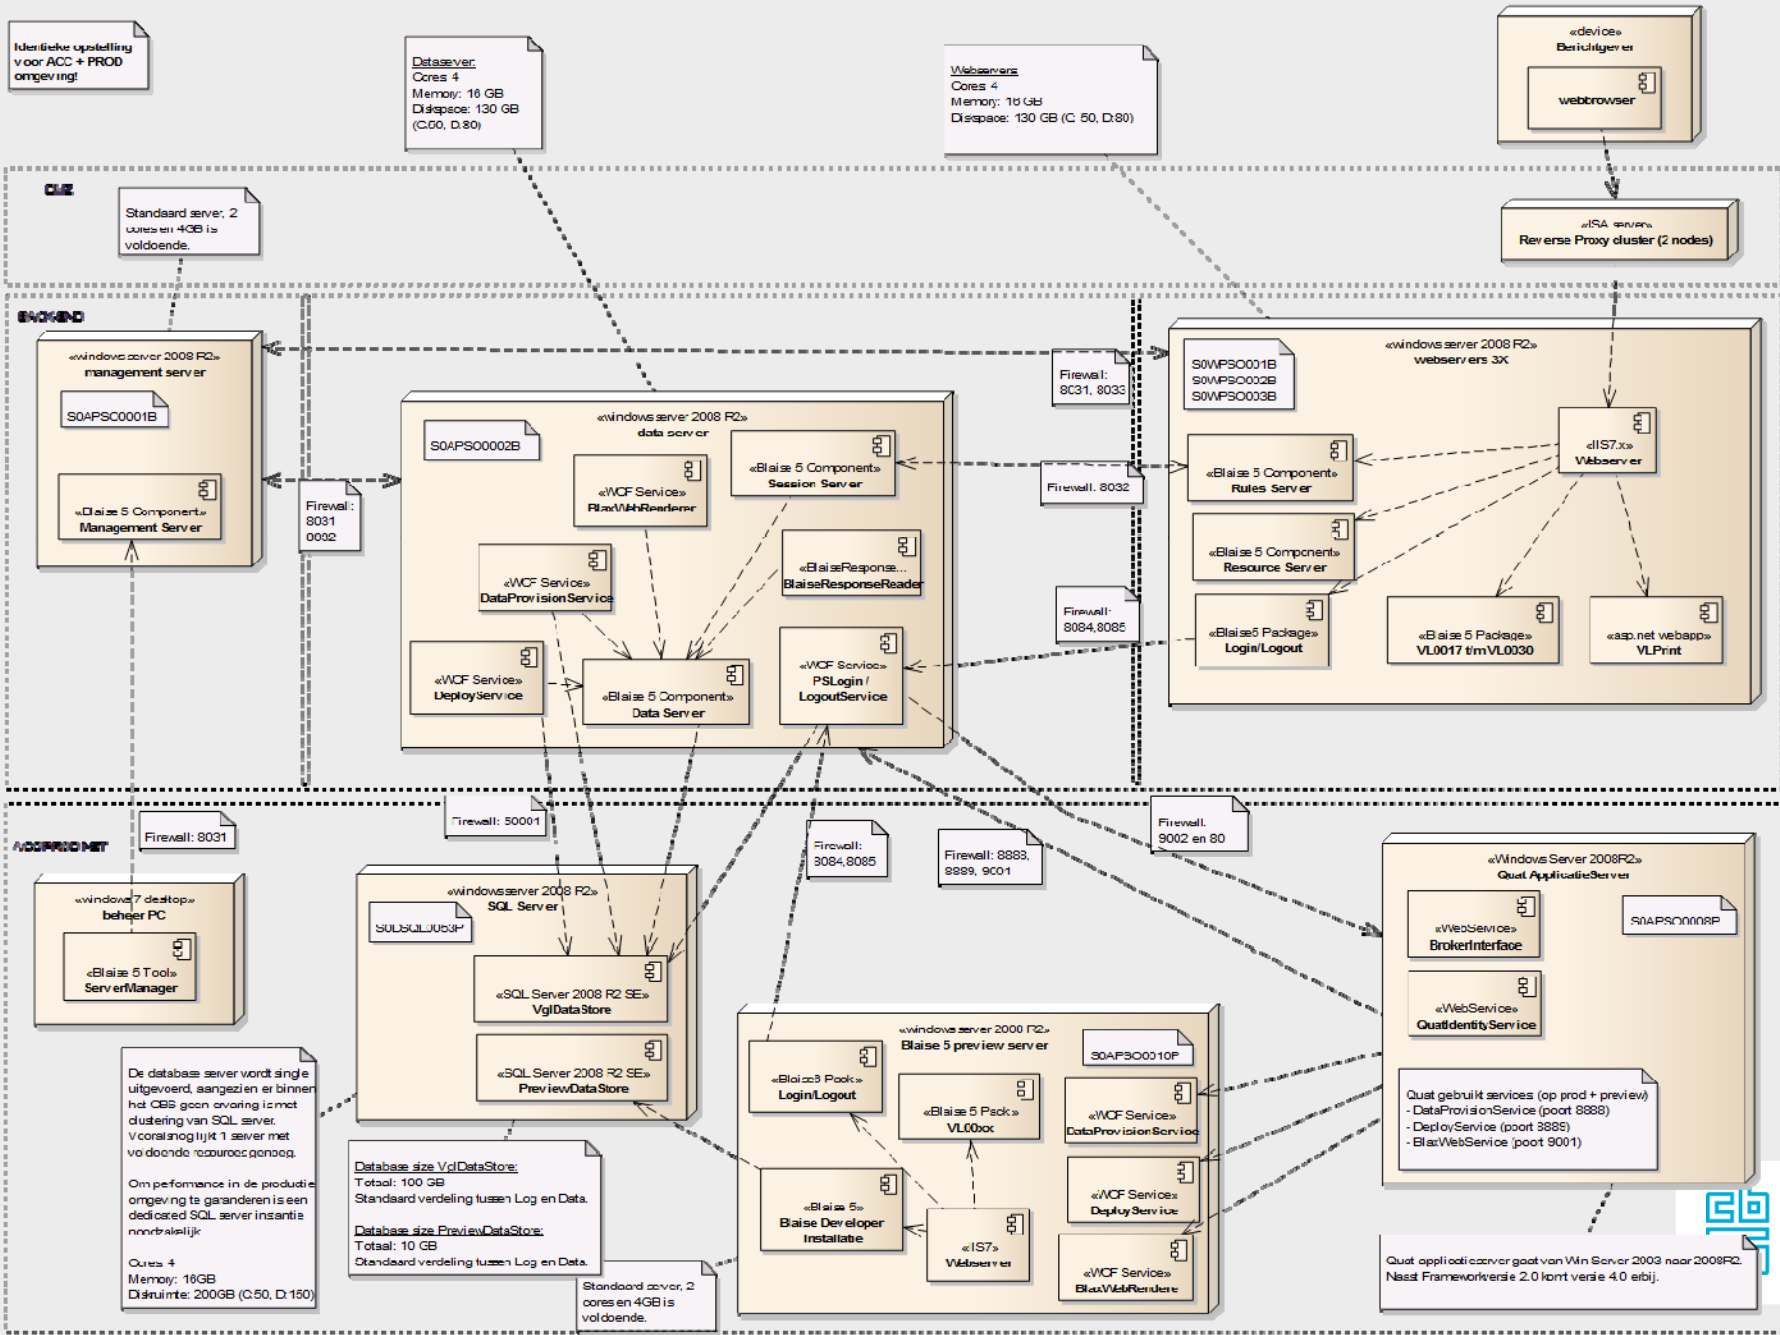 Identieke opstelling
voor ACC + PROD
omgeving!
Dataserver:
Cores 4
Memory: 16 GB
Diskspace: 130 GB
(C:50, D:80)
Webservers
Cores 4
Memory: 16 GB
Diskspace: 130 GB (C: 50, D:80)
«device»
Berichtgever
webbrowser
Standaard server, 2
cores en 4GB is
voldoende.
«ISA server»
Reverse Proxy cluster (2 nodes)
BACKEND
«windows server 2008 R2»
management server
S0APSO0001B
«Blaise 5 Component»
Management Server
Firewall:
8031
Firewall:
8031, 8033
Firewall: 8032
Firewall:
8084,8085
«windows server 2008 R2»
data server
S0APSO0002B
«Blaise 5 Component»
Session Server
«WCF Service»
BlaxWebRenderer
«BlaiseResponse...
BlaiseResponseReader
«WCF Service»
DataProvisionService
«WCF Service»
DeployService
«Blaise 5 Component»
Data Server
«WCF Service»
PSLogin /
LogoutService
«windows server 2008 R2»
webservers 3X
S0WPSO001B
S0WPSO002B
S0WPSO003B
«IIS7.x»
Webserver
«Blaise 5 Component»
Rules Server
«Blaise 5 Component»
Resource Server
«Blaise5 Package»
Login/Logout
«Blaise 5 Package»
VL0017 t/m VL0030
«asp.net webapp»
VLPrint
Firewall: 8031
Firewall: 50001
Firewall:
8084,8085
Firewall: 8888,
8889, 9001
Firewall:
9002 en 80
«windows 7 desktop»
beheer PC
«Blaise 5 Tool»
ServerManager
«windows server 2008 R2»
SQL Server
«SQL Server 2008 R2 SE»
VglDataStore
«SQL Server 2008 R2 SE»
PreviewDataStore
«windows server 2008 R2»
Blaise 5 preview server
S0APSO0010P
«Blaise5 Pack»
Login/Logout
«Blaise 5 Pack»
VL00xx
«WCF Service»
DataProvisionService
«WCF Service»
DeployService
«WCF Service»
BlaxWebRendere
«Blaise 5»
Blaise Developer
Installatie
«IIS7»
Webserver
«Windows Server 2008R2»
Quat ApplicatieServer
S0APSO0008P
«WebService»
BrokerInterface
«WebService»
QuatIdentityService
Quat gebruikt services (op prod + preview)
- DataProvisionService (poort 8888)
- DeployService (poort 8889)
- BlaxWebService (poort 9001)
De database server wordt single
uitgevoerd, aangezien er binnen
het CBS geen ervaring is met
clustering van SQL server.
Vooralsnog lijkt 1 server met
voldoende resources genoeg.
Om performance in de productie
omgeving te garanderen is een
dedicated SQL server instantie
noodzakelijk
Cores 4
Memory: 16GB
Diskruimte: 200GB (C:50, D:150)
Database size VglDataStore:
Totaal: 100 GB
Standaard verdeling tussen Log en Data.
Database size PreviewDataStore:
Totaal: 10 GB
Standaard verdeling tussen Log en Data.
Standaard server, 2
cores en 4GB is
voldoende.
Quat applicatieserver gaat van Win Server 2003 naar 2008R2.
Naast Frameworkversie 2.0 komt versie 4.0 erbij.